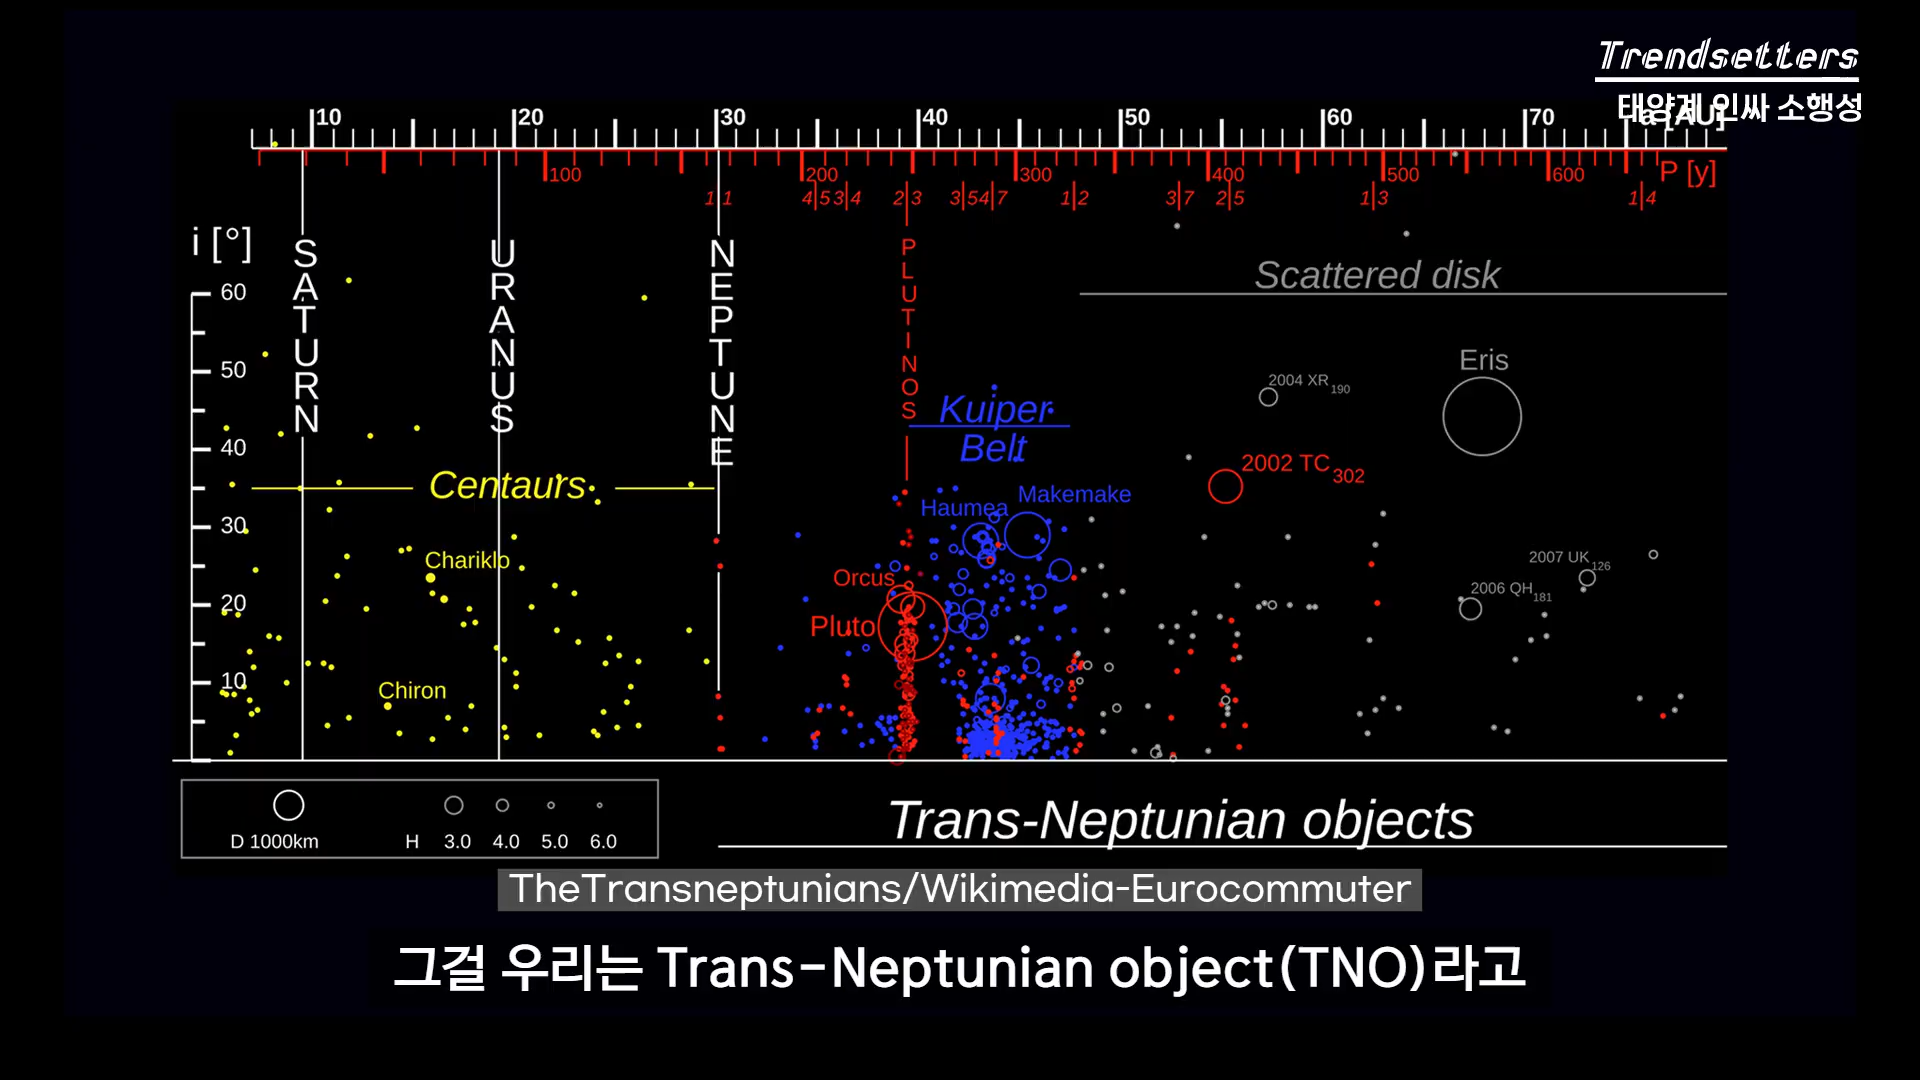 Trendsetters
태양계 인싸 소행성
10 20 30 40 50 60 70 a [AU]
100 200 300 400 500 600 P [y]
1|1 4|5 3|4 2|3 3|5 4|7 1|2 3|7 2|5 1|3 1|4
i [°]
SATURN
URANUS
NEPTUNE
PLUTINOS
Scattered disk
60
50
40
30
20
10
Eris
2004 XR190
Kuiper
Belt
2002 TC302
Centaurs
Haumea
Makemake
Chariklo
Orcus
2007 UK126
2006 QH181
Pluto
Chiron
D 1000km H 3.0 4.0 5.0 6.0
Trans-Neptunian objects
TheTransneptunians/Wikimedia-Eurocommuter
그걸 우리는 Trans-Neptunian object(TNO)라고